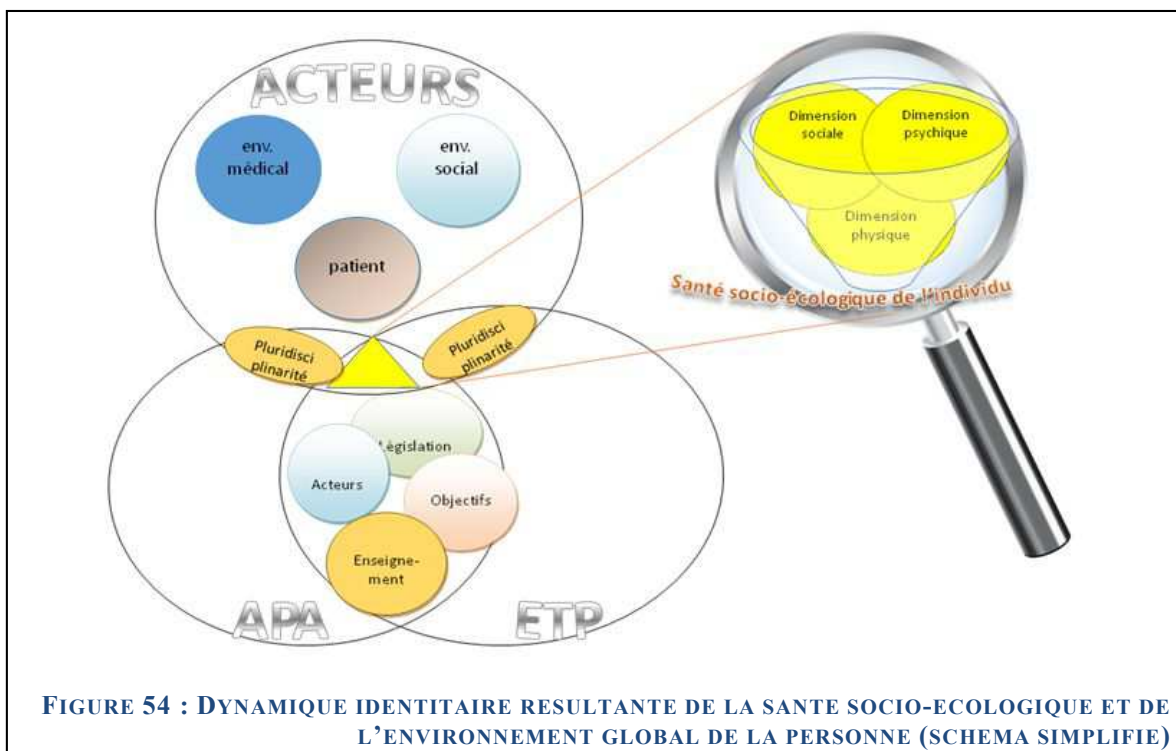 ACTEURS
env.
médical
env.
social
patient
Pluridisci
plinarité
Pluridisci
plinarité
Législation
Acteurs
Objectifs
Enseigne-
ment
APA
ETP
Dimension
sociale
Dimension
psychique
Dimension
physique
Santé socio-écologique de l'individu
FIGURE 54 : DYNAMIQUE IDENTITAIRE RESULTANTE DE LA SANTE SOCIO-ECOLOGIQUE ET DE
L'ENVIRONNEMENT GLOBAL DE LA PERSONNE (SCHEMA SIMPLIFIE)